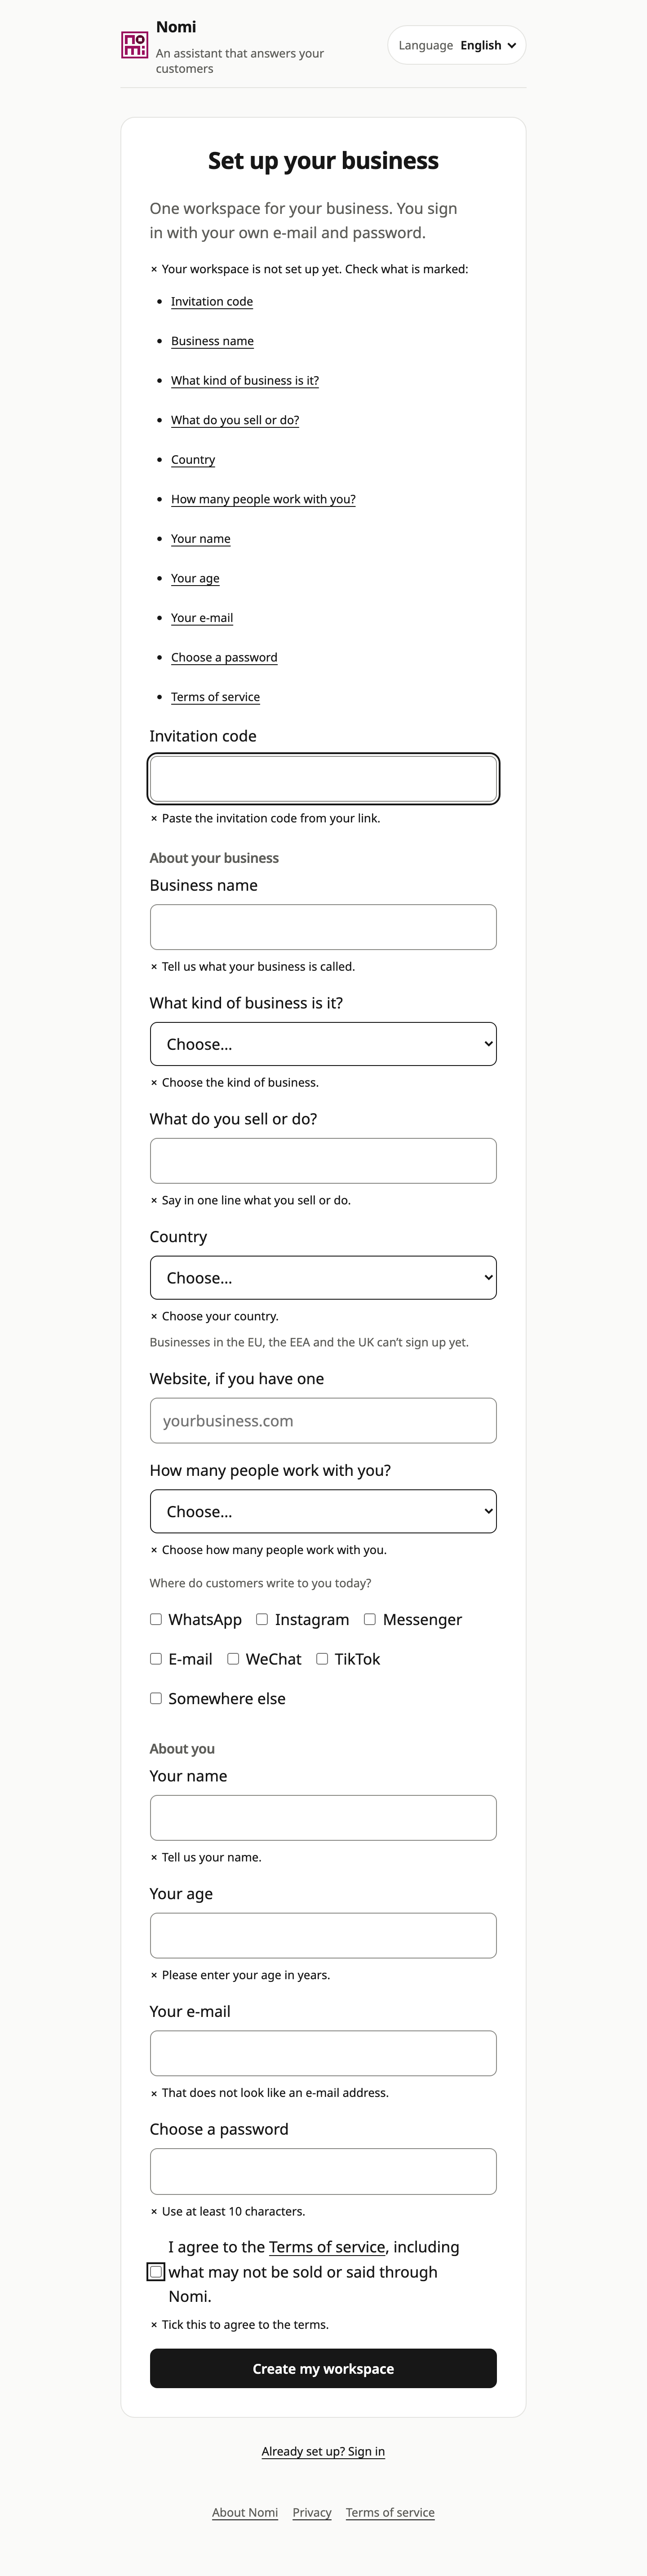 no
mi
Nomi
An assistant that answers your
customers
Language English
Set up your business
One workspace for your business. You sign
in with your own e-mail and password.
× Your workspace is not set up yet. Check what is marked:
• Invitation code
• Business name
• What kind of business is it?
• What do you sell or do?
• Country
• How many people work with you?
• Your name
• Your age
• Your e-mail
• Choose a password
• Terms of service
Invitation code
× Paste the invitation code from your link.
About your business
Business name
× Tell us what your business is called.
What kind of business is it?
Choose...
× Choose the kind of business.
What do you sell or do?
× Say in one line what you sell or do.
Country
Choose...
× Choose your country.
Businesses in the EU, the EEA and the UK can’t sign up yet.
Website, if you have one
yourbusiness.com
How many people work with you?
Choose...
× Choose how many people work with you.
Where do customers write to you today?
WhatsApp Instagram Messenger
E-mail WeChat TikTok
Somewhere else
About you
Your name
× Tell us your name.
Your age
× Please enter your age in years.
Your e-mail
× That does not look like an e-mail address.
Choose a password
× Use at least 10 characters.
I agree to the Terms of service, including
what may not be sold or said through
Nomi.
× Tick this to agree to the terms.
Create my workspace
Already set up? Sign in
About Nomi Privacy Terms of service